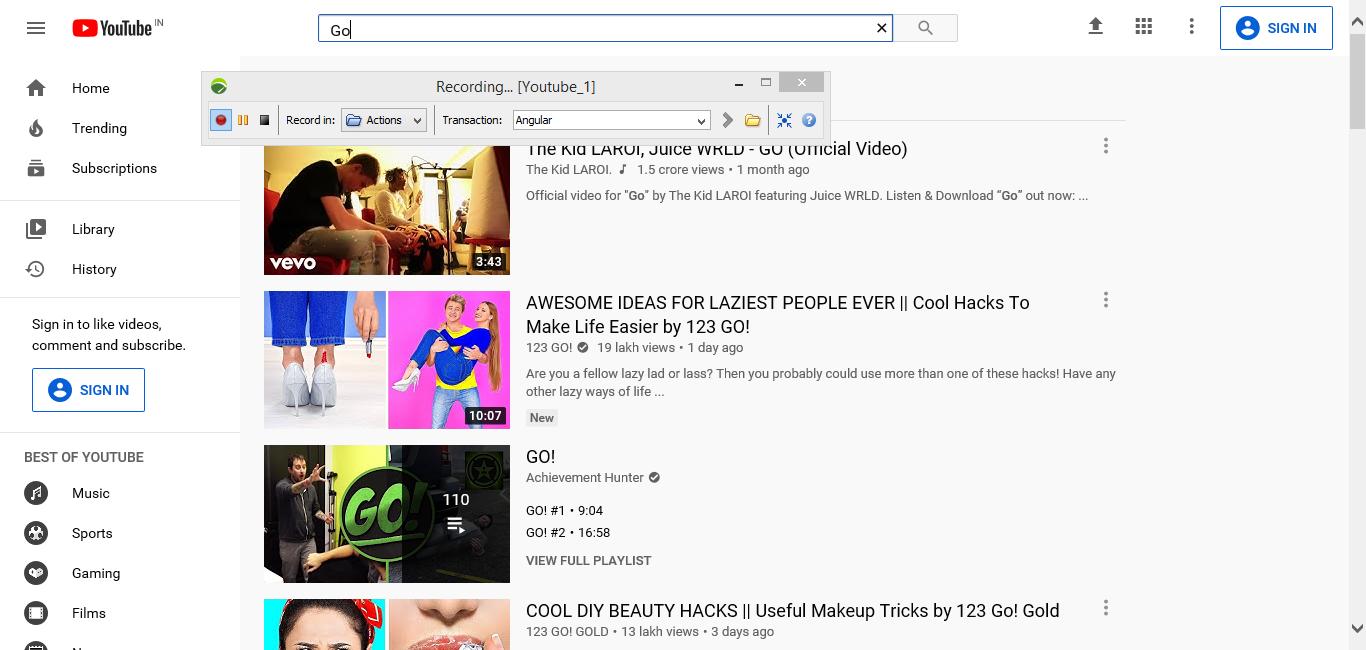 YouTube IN
Go
SIGN IN
Recording... [Youtube_1]
Record in: Actions Transaction: Angular
Home
Trending
Subscriptions
Library
History
Sign in to like videos,
comment and subscribe.
SIGN IN
BEST OF YOUTUBE
Music
Sports
Gaming
Films
The Kid LAROI, Juice WRLD - GO (Official Video)
The Kid LAROI. 1.5 crore views • 1 month ago
Official video for "Go" by The Kid LAROI featuring Juice WRLD. Listen & Download “Go” out now: ...
vevo
3:43
AWESOME IDEAS FOR LAZIEST PEOPLE EVER || Cool Hacks To
Make Life Easier by 123 GO!
123 GO! 19 lakh views • 1 day ago
Are you a fellow lazy lad or lass? Then you probably could use more than one of these hacks! Have any
other lazy ways of life ...
New
10:07
GO!
Achievement Hunter
GO! #1 • 9:04
GO! #2 • 16:58
VIEW FULL PLAYLIST
GO!
110
COOL DIY BEAUTY HACKS || Useful Makeup Tricks by 123 Go! Gold
123 GO! GOLD • 13 lakh views • 3 days ago